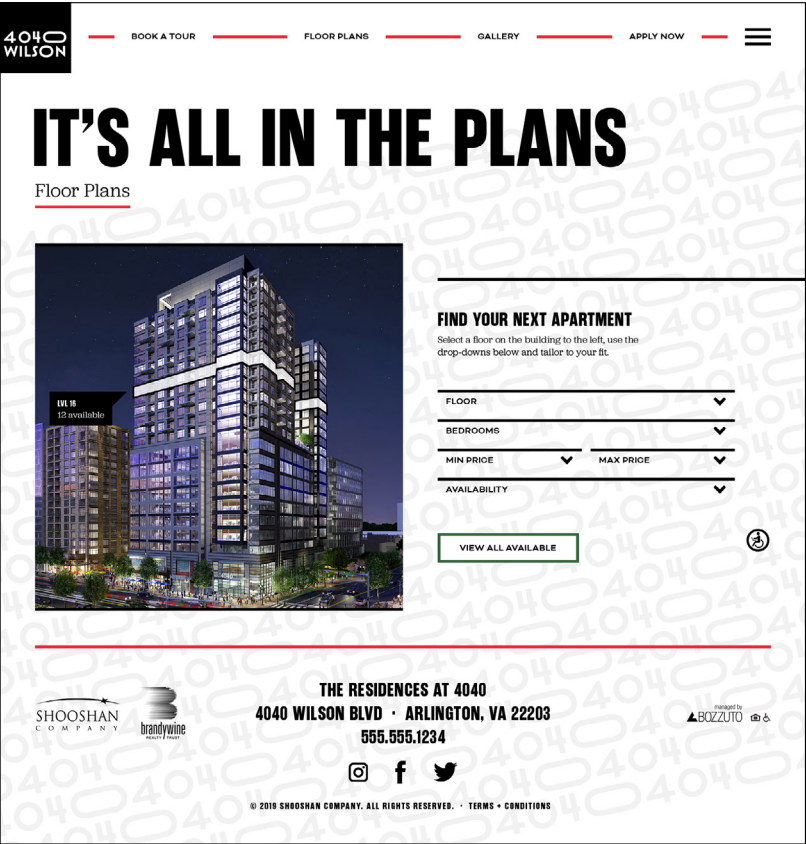 4040
WILSON
BOOK A TOUR
FLOOR PLANS
GALLERY
APPLY NOW
IT'S ALL IN THE PLANS
Floor Plans
LVL 16
12 available
FIND YOUR NEXT APARTMENT
Select a floor on the building to the left, use the
drop-downs below and tailor to your fit.
FLOOR
BEDROOMS
MIN PRICE
MAX PRICE
AVAILABILITY
VIEW ALL AVAILABLE
SHOOSHAN
COMPANY
brandywine
REALTY TRUST
THE RESIDENCES AT 4040
4040 WILSON BLVD · ARLINGTON, VA 22203
555.555.1234
managed by
BOZZUTO
© 2019 SHOOSHAN COMPANY. ALL RIGHTS RESERVED. · TERMS + CONDITIONS